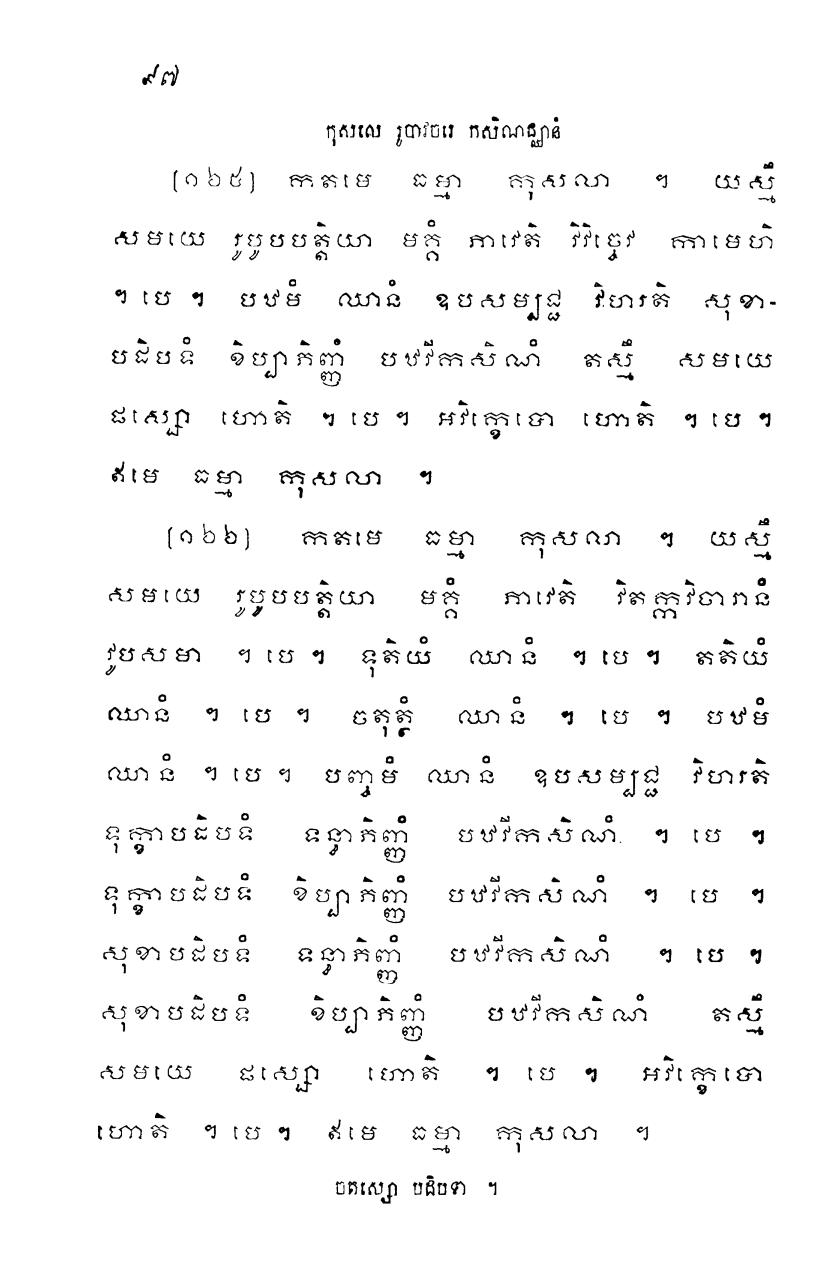 ៩៧
កុសលេ រូបាវចរេ កសិណជ្ឈានំ
[១៦៥] កតមេ ធម្មា កុសលា ។ យស្មឹ
សមយេ រូបូបបត្តិយា មគ្គំ ភាវេតិ វិវិច្ចេវ កាមេហិ
។ បេ ។ បឋមំ ឈានំ ឧបសម្បជ្ជ វិហរតិ សុខា-
បដិបទំ ខិប្បាភិញ្ញំ បឋវីកសិណំ តស្មឹ សមយេ
ផស្សោ ហោតិ ។ បេ ។ អវិក្ខេបោ ហោតិ ។ បេ ។
ឥមេ ធម្មា កុសលា ។
[១៦៦] កតមេ ធម្មា កុសលា ។ យស្មឹ
សមយេ រូបូបបត្តិយា មគ្គំ ភាវេតិ វិតក្កវិចារានំ
វូបសមា ។ បេ ។ ទុតិយំ ឈានំ ។ បេ ។ តតិយំ
ឈានំ ។ បេ ។ ចតុត្ថំ ឈានំ ។ បេ ។ បឋមំ
ឈានំ ។ បេ ។ បញ្ចមំ ឈានំ ឧបសម្បជ្ជ វិហរតិ
ទុក្ខាបដិបទំ ទន្ធាភិញ្ញំ បឋវីកសិណំ ។ បេ ។
ទុក្ខាបដិបទំ ខិប្បាភិញ្ញំ បឋវីកសិណំ ។ បេ ។
សុខាបដិបទំ ទន្ធាភិញ្ញំ បឋវីកសិណំ ។ បេ ។
សុខាបដិបទំ ខិប្បាភិញ្ញំ បឋវីកសិណំ តស្មឹ
សមយេ ផស្សោ ហោតិ ។ បេ ។ អវិក្ខេបោ
ហោតិ ។ បេ ។ ឥមេ ធម្មា កុសលា ។
ចតស្សោ បដិបទា ។